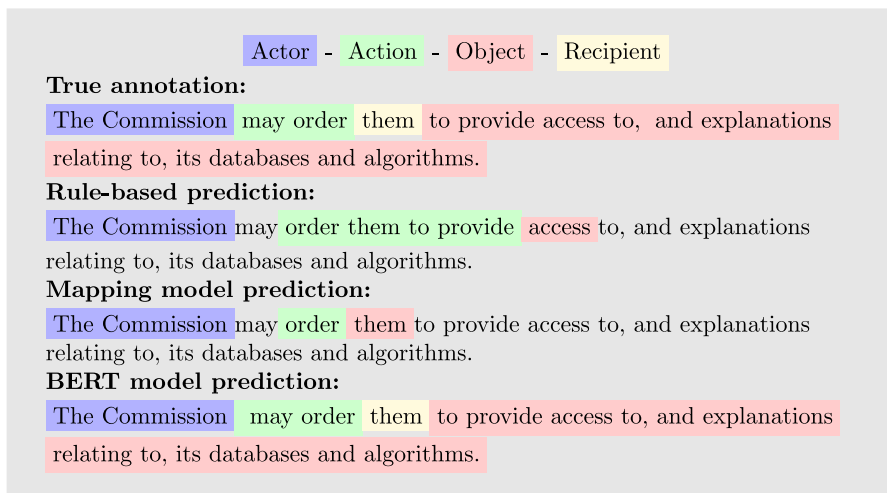 Actor - Action - Object - Recipient
True annotation:
The Commission may order them to provide access to, and explanations
relating to, its databases and algorithms.
Rule-based prediction:
The Commission may order them to provide access to, and explanations
relating to, its databases and algorithms.
Mapping model prediction:
The Commission may order them to provide access to, and explanations
relating to, its databases and algorithms.
BERT model prediction:
The Commission may order them to provide access to, and explanations
relating to, its databases and algorithms.